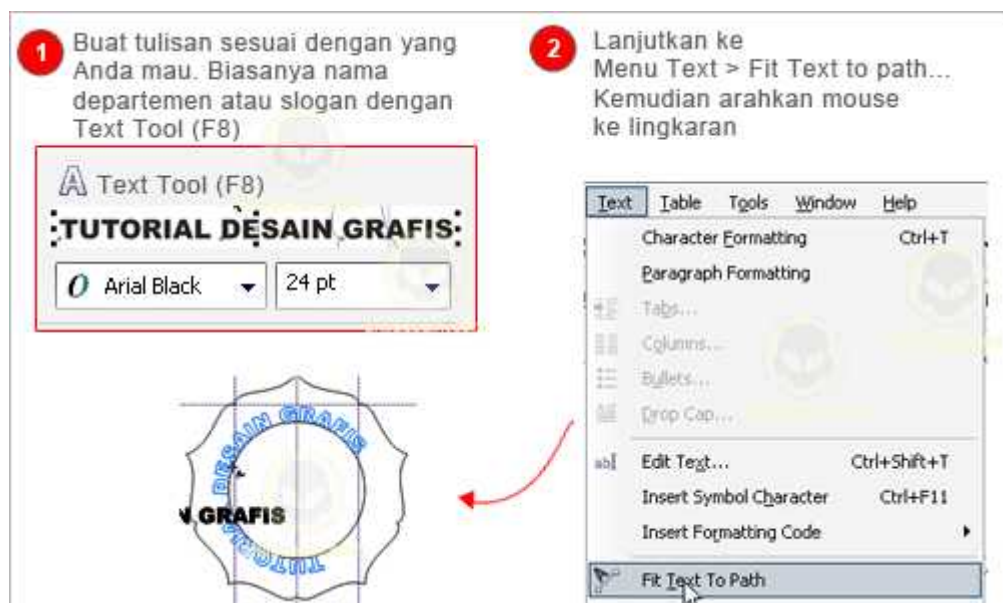 1
Buat tulisan sesuai dengan yang
Anda mau. Biasanya nama
departemen atau slogan dengan
Text Tool (F8)
A Text Tool (F8)
TUTORIAL DESAIN GRAFIS
O Arial Black
24 pt
DESAIN GRAFIS
N GRAFIS
TUTORIAL
2
Lanjutkan ke
Menu Text > Fit Text to path...
Kemudian arahkan mouse
ke lingkaran
Text Table Tools Window Help
Character Formatting Ctrl+T
Paragraph Formatting
Tabs...
Columns...
Bullets...
Drop Cap...
abI Edit Text... Ctrl+Shift+T
Insert Symbol Character Ctrl+F11
Insert Formatting Code
Fit Text To Path